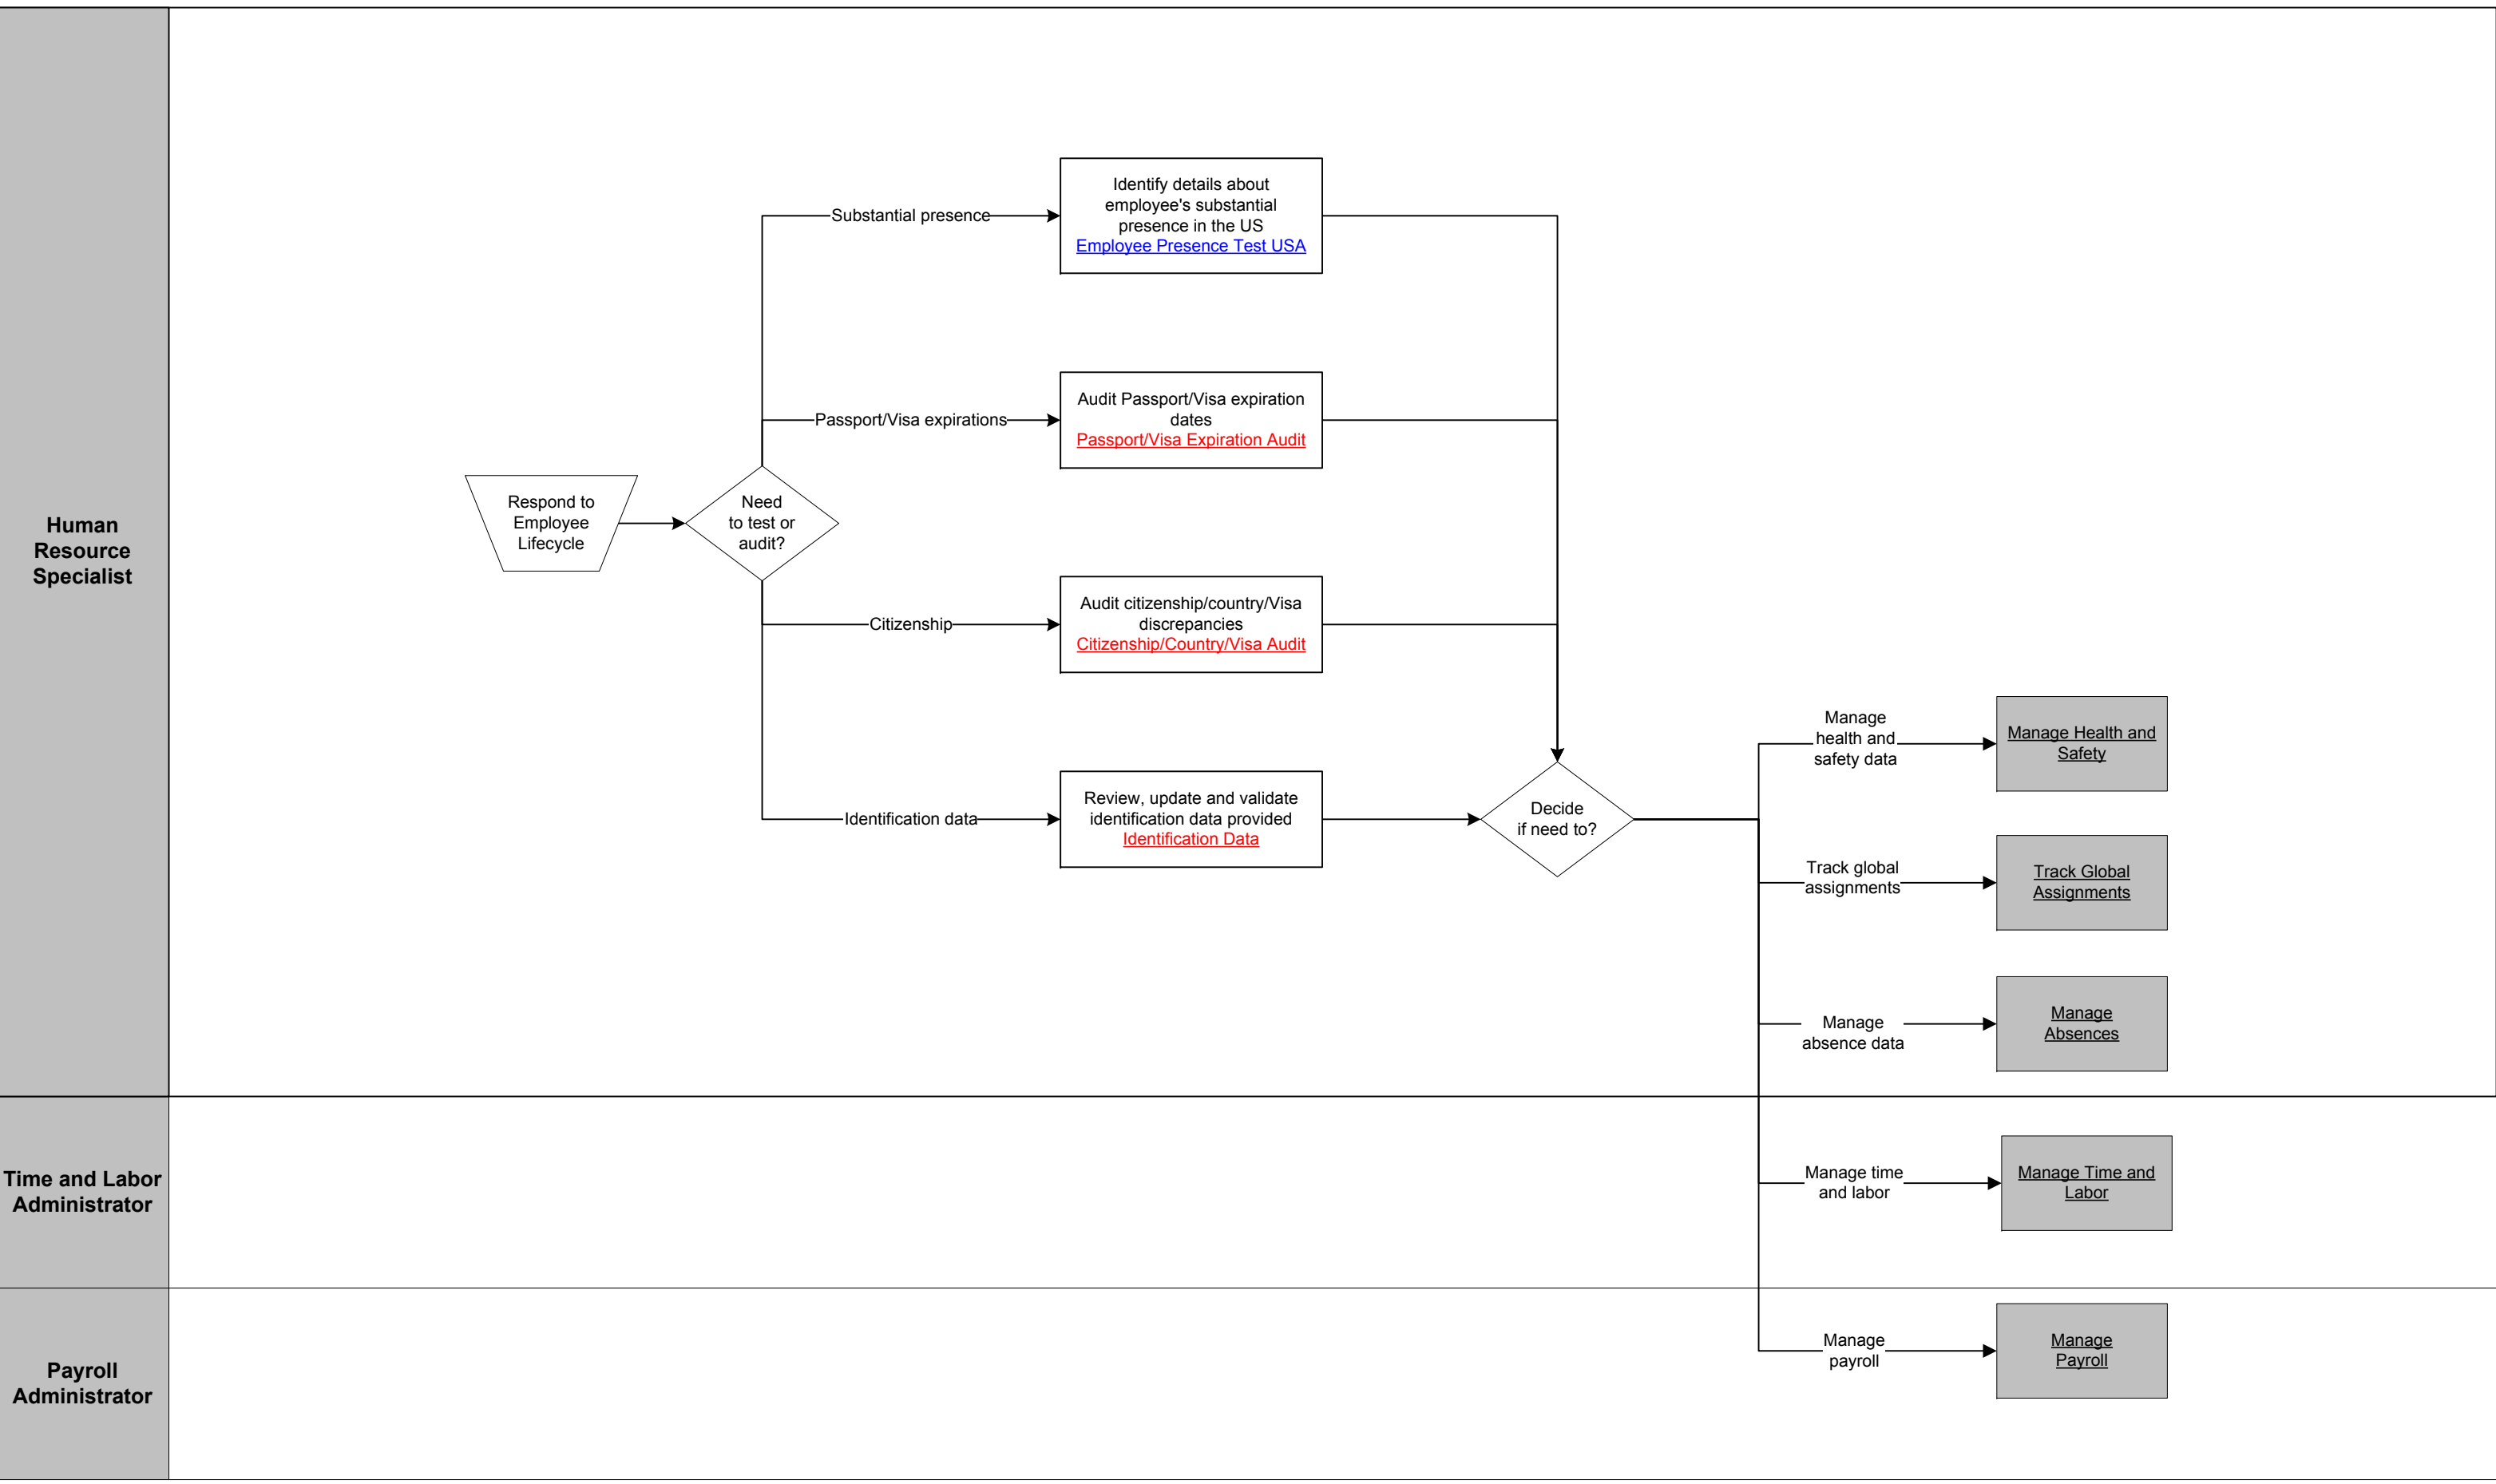 Human
Resource
Specialist
Respond to
Employee
Lifecycle
Need
to test or
audit?
Substantial presence
Identify details about
employee's substantial
presence in the US
Employee Presence Test USA
Passport/Visa expirations
Audit Passport/Visa expiration
dates
Passport/Visa Expiration Audit
Citizenship
Audit citizenship/country/Visa
discrepancies
Citizenship/Country/Visa Audit
Identification data
Review, update and validate
identification data provided
Identification Data
Decide
if need to?
Manage
health and
safety data
Manage Health and
Safety
Track global
assignments
Track Global
Assignments
Manage
absence data
Manage
Absences
Time and Labor
Administrator
Manage time
and labor
Manage Time and
Labor
Payroll
Administrator
Manage
payroll
Manage
Payroll